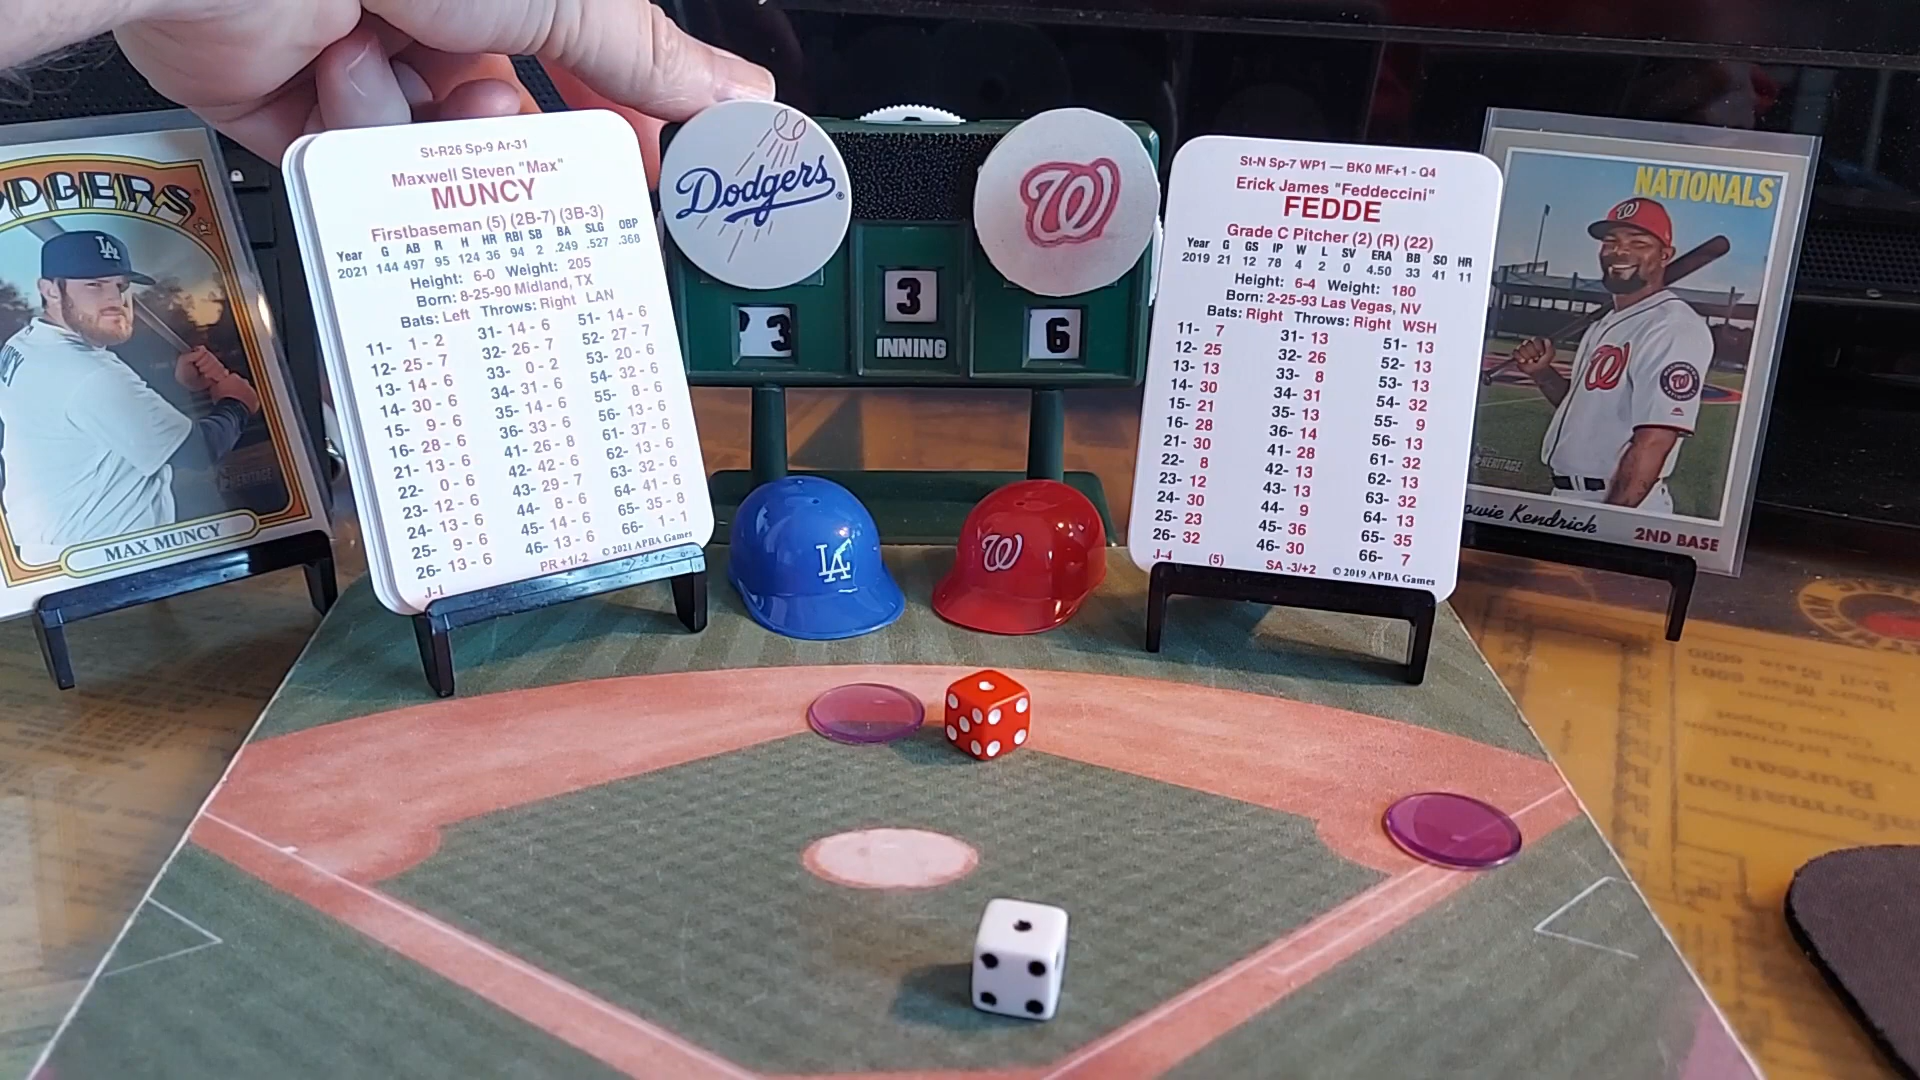 DGERS
MUNCY
HERITAGE
MAX MUNCY
St-R26 Sp-9 Ar-31
Maxwell Steven "Max"
MUNCY
Firstbaseman (5) (2B-7) (3B-3)
Year G AB R H HR RBI SB BA SLG OBP
2021 144 497 95 124 36 94 2 .249 .527 .368
Height: 6-0 Weight: 205
Born: 8-25-90 Midland, TX
Bats: Left Throws: Right LAN
11- 1 - 2 31- 14 - 6 51- 14 - 6
12- 25 - 7 32- 26 - 7 52- 27 - 7
13- 14 - 6 33- 0 - 2 53- 20 - 6
14- 30 - 6 34- 31 - 6 54- 32 - 6
15- 9 - 6 35- 14 - 6 55- 8 - 6
16- 28 - 6 36- 33 - 6 56- 13 - 6
21- 13 - 6 41- 26 - 8 61- 37 - 6
22- 0 - 6 42- 42 - 6 62- 13 - 6
23- 12 - 6 43- 29 - 7 63- 32 - 6
24- 13 - 6 44- 8 - 6 64- 41 - 6
25- 9 - 6 45- 14 - 6 65- 35 - 8
26- 13 - 6 46- 13 - 6 66- 1 - 1
J-1 PR +1/-2 © 2021 APBA Games
Dodgers
W
3
3
6
INNING
LA
W
St-N Sp-7 WP1 — BK0 MF+1 - Q4
Erick James "Feddeccini"
FEDDE
Grade C Pitcher (2) (R) (22)
Year G GS IP W L SV ERA BB SO HR
2019 21 12 78 4 2 0 4.50 33 41 11
Height: 6-4 Weight: 180
Born: 2-25-93 Las Vegas, NV
Bats: Right Throws: Right WSH
11- 7 31- 13 51- 13
12- 25 32- 26 52- 13
13- 13 33- 8 53- 13
14- 30 34- 31 54- 32
15- 21 35- 13 55- 9
16- 28 36- 14 56- 13
21- 30 41- 28 61- 32
22- 8 42- 13 62- 13
23- 12 43- 13 63- 32
24- 30 44- 9 64- 13
25- 23 45- 36 65- 35
26- 32 46- 30 66- 7
J-4 (5) SA -3/+2 © 2019 APBA Games
NATIONALS
W
HERITAGE
owie Kendrick
2ND BASE
Information
Bureau